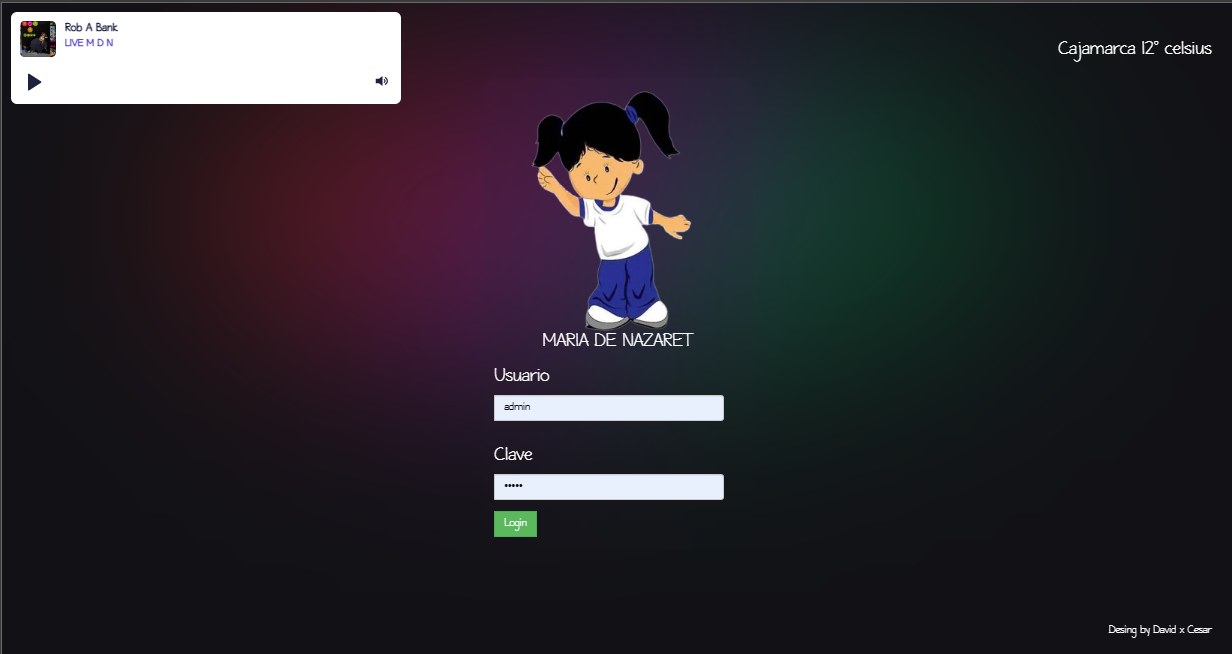 Rob A Bank
LIVE M D N
Cajamarca 12° celsius
MARIA DE NAZARET
Usuario
admin
Clave
•••••
Login
Desing by David x Cesar